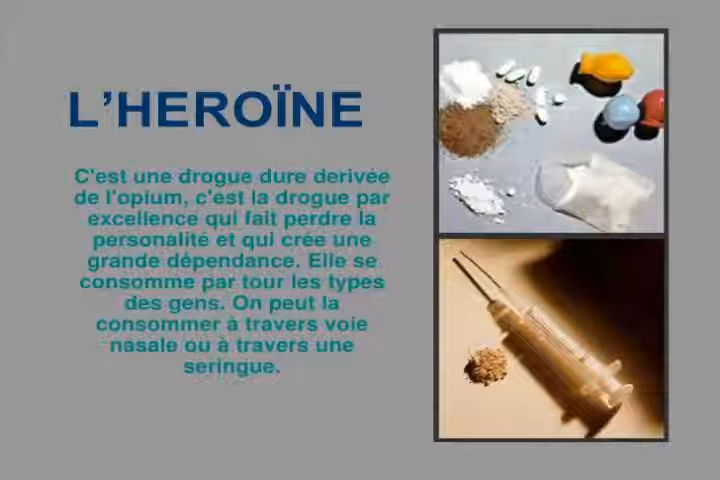 L'HEROÏNE
C'est une drogue dure derivée
de l'opium, c'est la drogue par
excellence qui fait perdre la
personalité et qui crée une
grande dépendance. Elle se
consomme par tour les types
des gens. On peut la
consommer à travers voie
nasale ou à travers une
seringue.